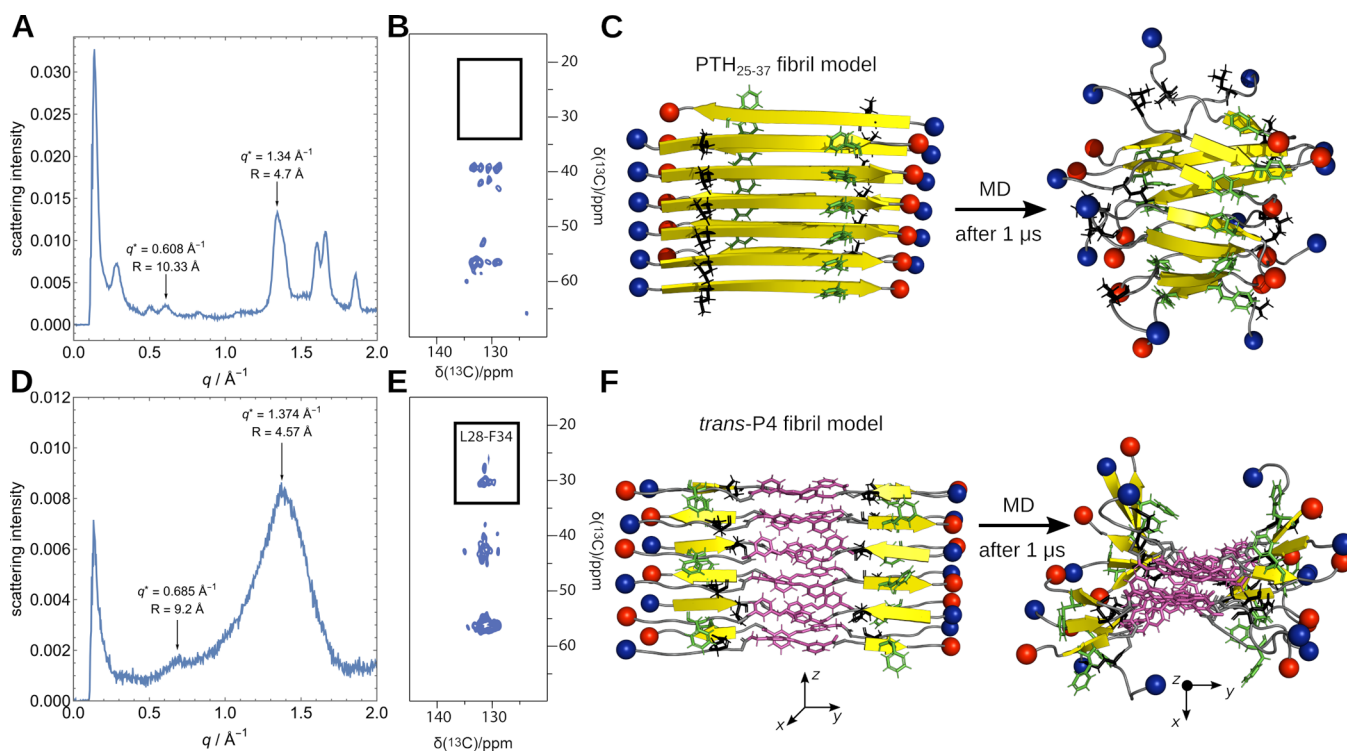 A
B
C
scattering intensity
0.030
0.025
0.020
0.015
0.010
0.005
0.000
q* = 0.608 Å⁻¹
R = 10.33 Å
q* = 1.34 Å⁻¹
R = 4.7 Å
0.0 0.5 1.0 1.5 2.0
q / Å⁻¹
20
30
40
50
60
δ(¹³C)/ppm
140 130
δ(¹³C)/ppm
PTH₂₅₋₃₇ fibril model
MD
after 1 µs
D
E
F
scattering intensity
0.012
0.010
0.008
0.006
0.004
0.002
0.000
q* = 0.685 Å⁻¹
R = 9.2 Å
q* = 1.374 Å⁻¹
R = 4.57 Å
0.0 0.5 1.0 1.5 2.0
q / Å⁻¹
L28-F34
20
30
40
50
60
δ(¹³C)/ppm
140 130
δ(¹³C)/ppm
trans-P4 fibril model
MD
after 1 µs
z
x
y
z
y
x